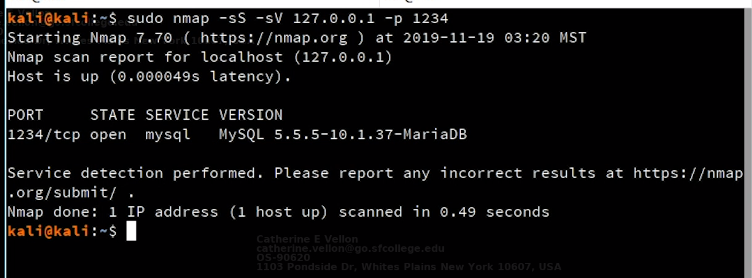 kali@kali:~$ sudo nmap -sS -sV 127.0.0.1 -p 1234
Starting Nmap 7.70 ( https://nmap.org ) at 2019-11-19 03:20 MST
Nmap scan report for localhost (127.0.0.1)
Host is up (0.000049s latency).
PORT     STATE SERVICE VERSION
1234/tcp open  mysql   MySQL 5.5.5-10.1.37-MariaDB
Service detection performed. Please report any incorrect results at https://nmap
.org/submit/ .
Nmap done: 1 IP address (1 host up) scanned in 0.49 seconds
kali@kali:~$
Catherine E Vellon
catherine.vellon@go.sfcollege.edu
OS-90620
1103 Pondside Dr, Whites Plains New York 10607, USA